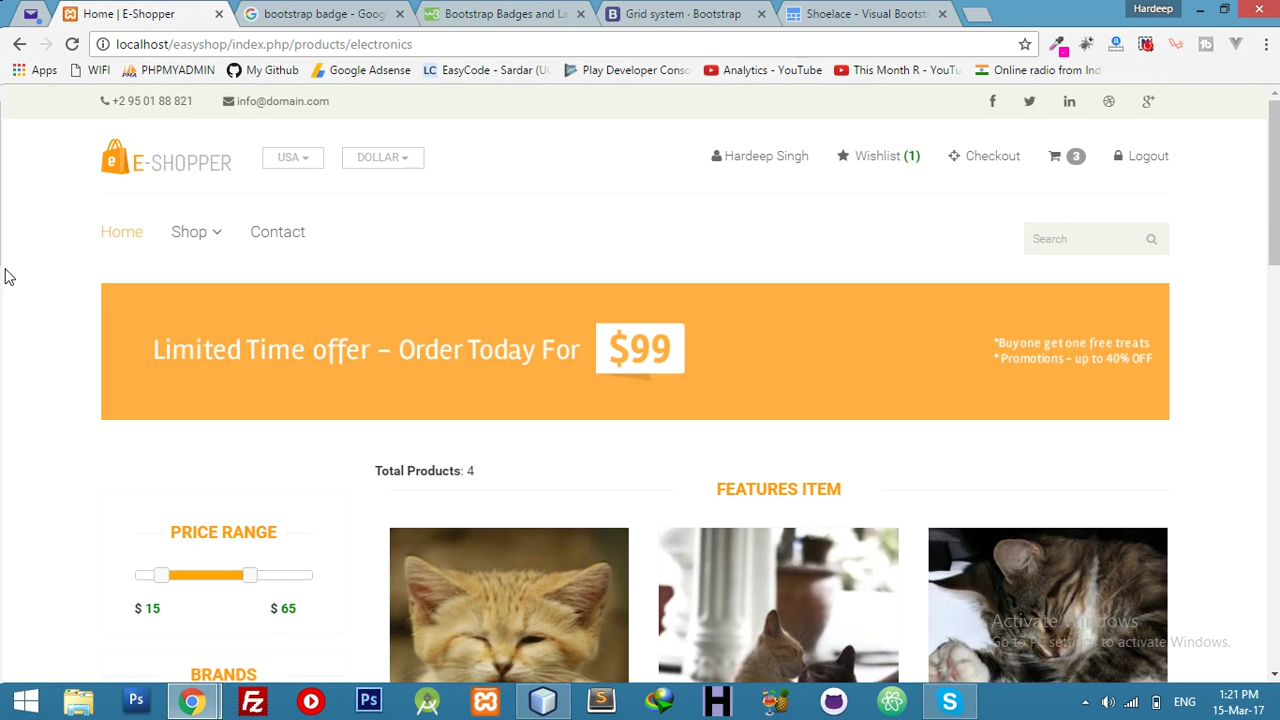 Hardeep
Home | E-Shopper
bootstrap badge - Goog
Bootstrap Badges and La
Grid system · Bootstrap
Shoelace - Visual Bootst
localhost/easyshop/index.php/products/electronics
Apps
WIFI
PHPMYADMIN
My Github
Google Adsense
LC
EasyCode - Sardar (U
Play Developer Conso
Analytics - YouTube
This Month R - YouTu
Online radio from Ind
+2 95 01 88 821
info@domain.com
E-SHOPPER
USA
DOLLAR
Hardeep Singh
Wishlist (1)
Checkout
3
Logout
Home
Shop
Contact
Search
Limited Time offer – Order Today For $99
*Buy one get one free treats
* Promotions – up to 40% OFF
Total Products: 4
FEATURES ITEM
PRICE RANGE
$ 15
$ 65
BRANDS
Activate Windows
Go to PC settings to activate Windows.
ENG
1:21 PM
15-Mar-17